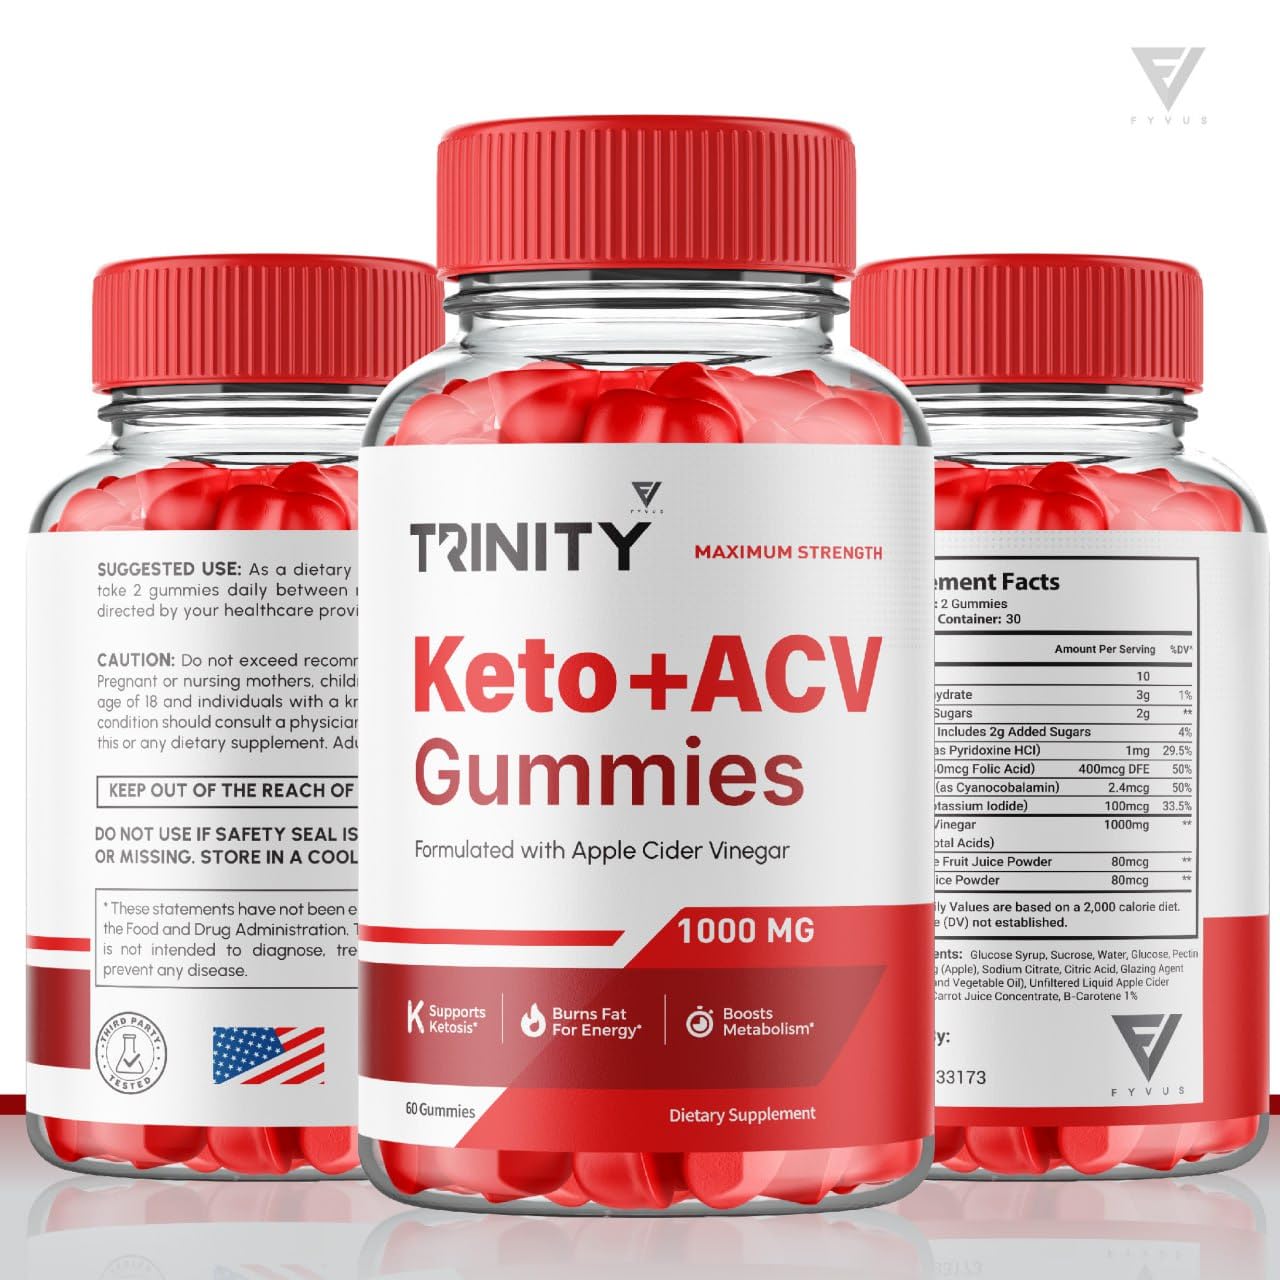 FYVUS
SUGGESTED USE: As a dietary
take 2 gummies daily between
directed by your healthcare
CAUTION: Do not exceed
Pregnant or nursing mothers,
age of 18 and individuals with a
condition should consult a
this or any dietary supplement.
KEEP OUT OF THE REACH OF
DO NOT USE IF SAFETY SEAL IS
OR MISSING. STORE IN A COOL
* These statements have not been
the Food and Drug Administration.
is not intended to diagnose,
prevent any disease.
THIRD PARTY
TESTED
FYVUS
TRINITY
MAXIMUM STRENGTH
Keto+ACV
Gummies
Formulated with Apple Cider Vinegar
1000 MG
K Supports
Ketosis*
Burns Fat
For Energy*
Boosts
Metabolism*
60 Gummies
Dietary Supplement
ement Facts
: 2 Gummies
Container: 30
Amount Per Serving %DV*
10
ydrate 3g 1%
Sugars 2g **
Includes 2g Added Sugars 4%
as Pyridoxine HCl) 1mg 29.5%
0mcg Folic Acid) 400mcg DFE 50%
(as Cyanocobalamin) 2.4mcg 50%
otassium Iodide) 100mcg 33.5%
Vinegar 1000mg **
otal Acids)
e Fruit Juice Powder 80mcg **
ice Powder 80mcg **
ily Values are based on a 2,000 calorie diet.
e (DV) not established.
ents: Glucose Syrup, Sucrose, Water, Glucose, Pectin
g (Apple), Sodium Citrate, Citric Acid, Glazing Agent
and Vegetable Oil), Unfiltered Liquid Apple Cider
Carrot Juice Concentrate, B-Carotene 1%
y:
33173
FYVUS